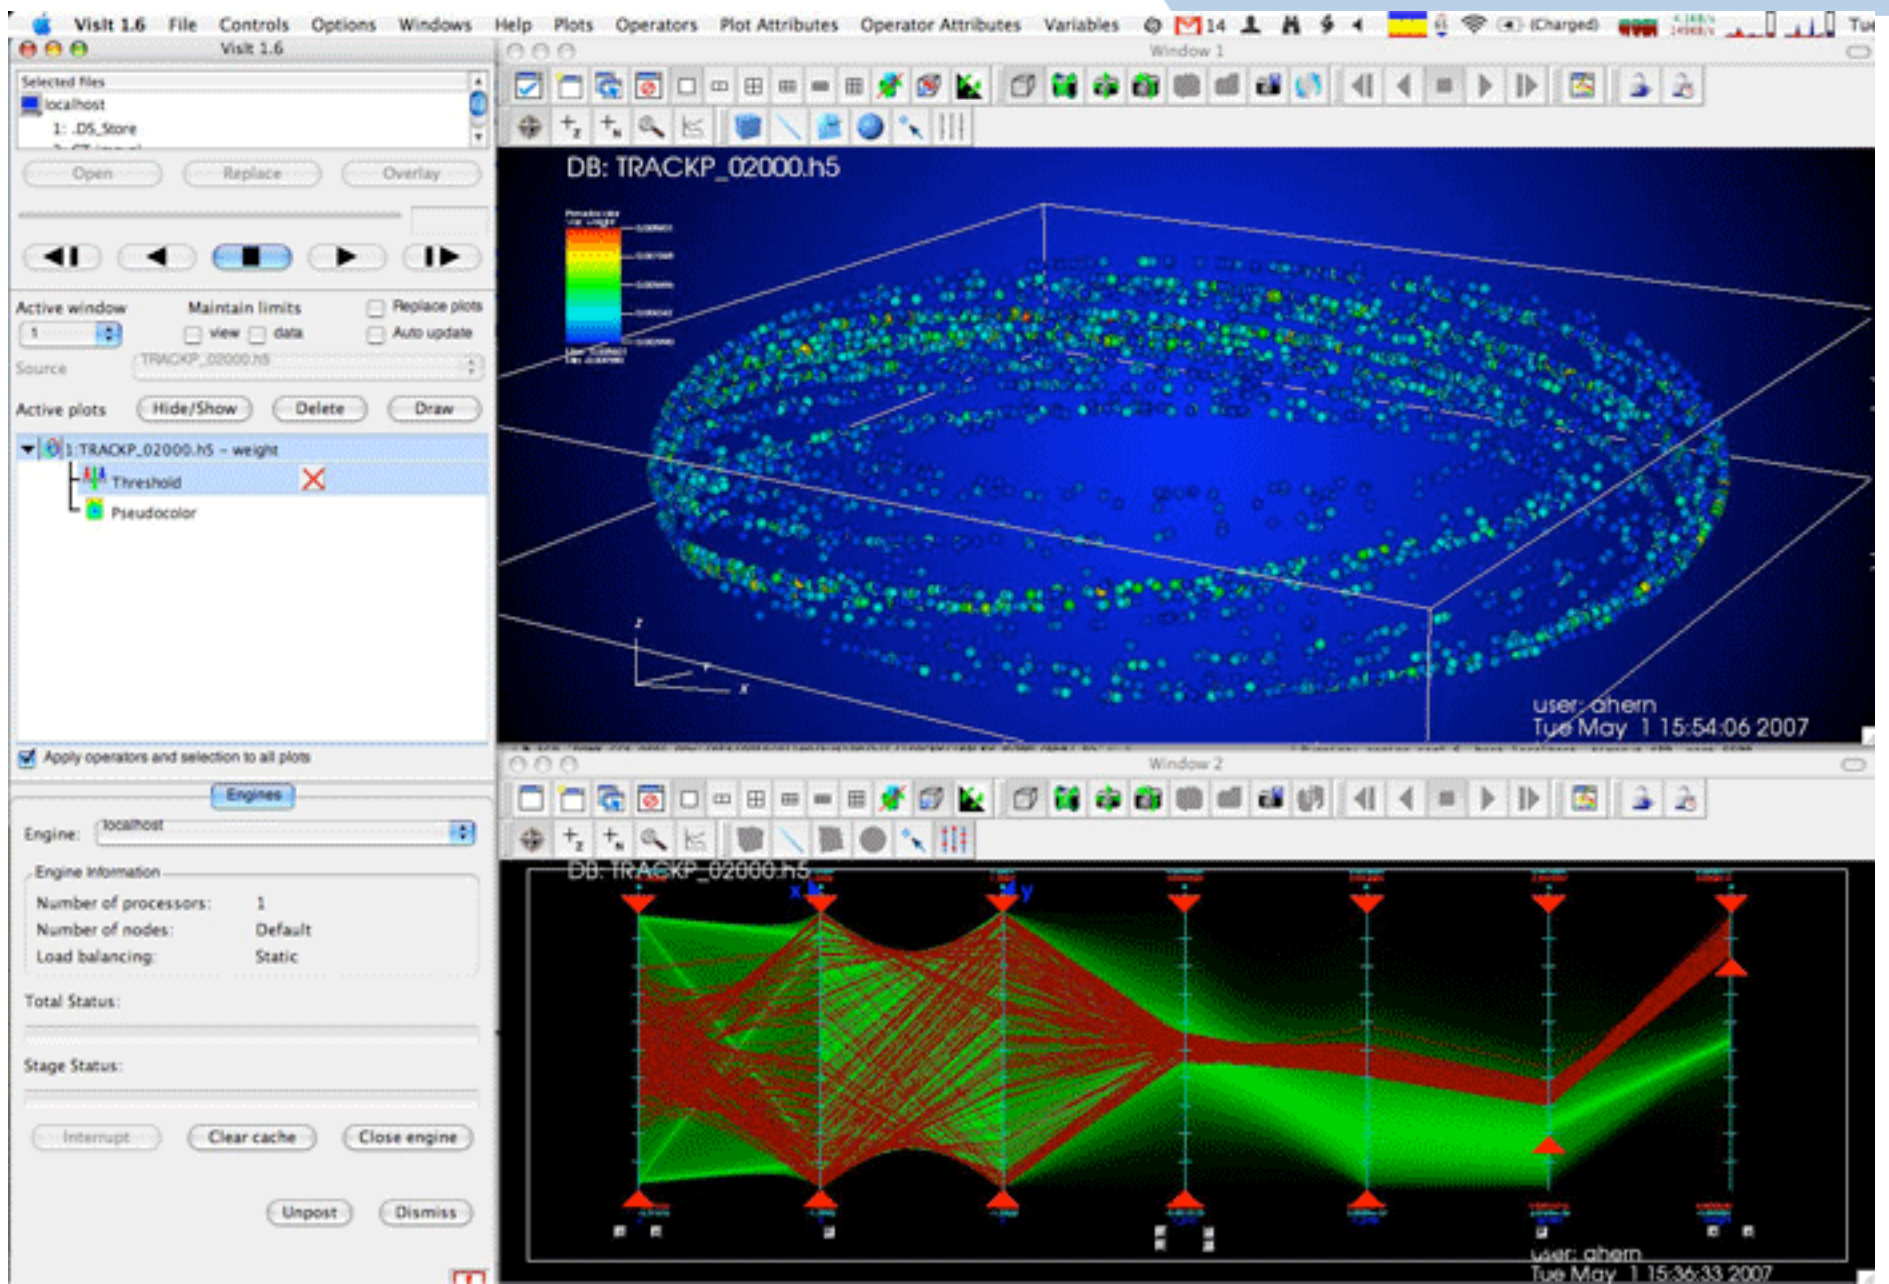 VisIt 1.6 File Controls Options Windows Help Plots Operators Plot Attributes Operator Attributes Variables 14 (Charged) Tue
VisIt 1.6
Selected files
localhost
1: .DS_Store
Open Replace Overlay
Active window Maintain limits Replace plots
1 view data Auto update
Source TRACKP_02000.h5
Active plots Hide/Show Delete Draw
1:TRACKP_02000.h5 - weight
Threshold
Pseudocolor
Apply operators and selection to all plots
Engines
Engine: localhost
Engine Information
Number of processors: 1
Number of nodes: Default
Load balancing: Static
Total Status:
Stage Status:
Interrupt Clear cache Close engine
Unpost Dismiss
Window 1
DB: TRACKP_02000.h5
Pseudocolor
Z
Y
X
user: ahern
Tue May 1 15:54:06 2007
Window 2
DB: TRACKP_02000.h5
x
y
user: ahern
Tue May 1 15:36:33 2007